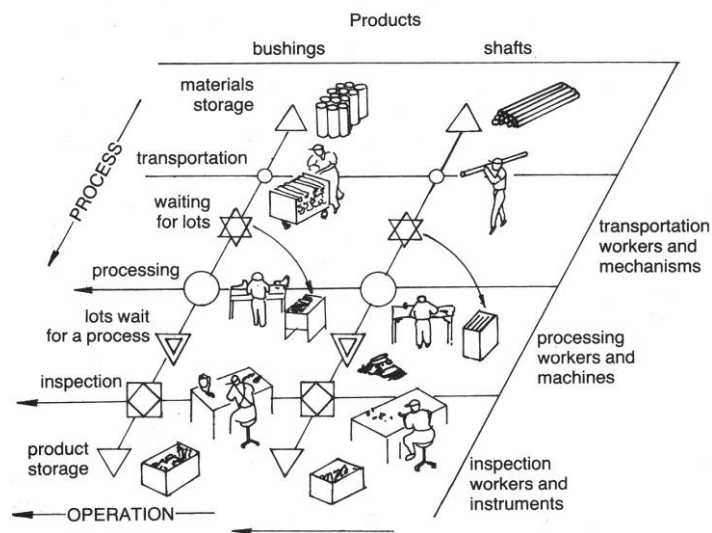 Products
bushings
shafts
materials
storage
transportation
waiting
for lots
PROCESS
transportation
workers and
mechanisms
processing
lots wait
for a process
processing
workers and
machines
inspection
product
storage
inspection
workers and
instruments
OPERATION